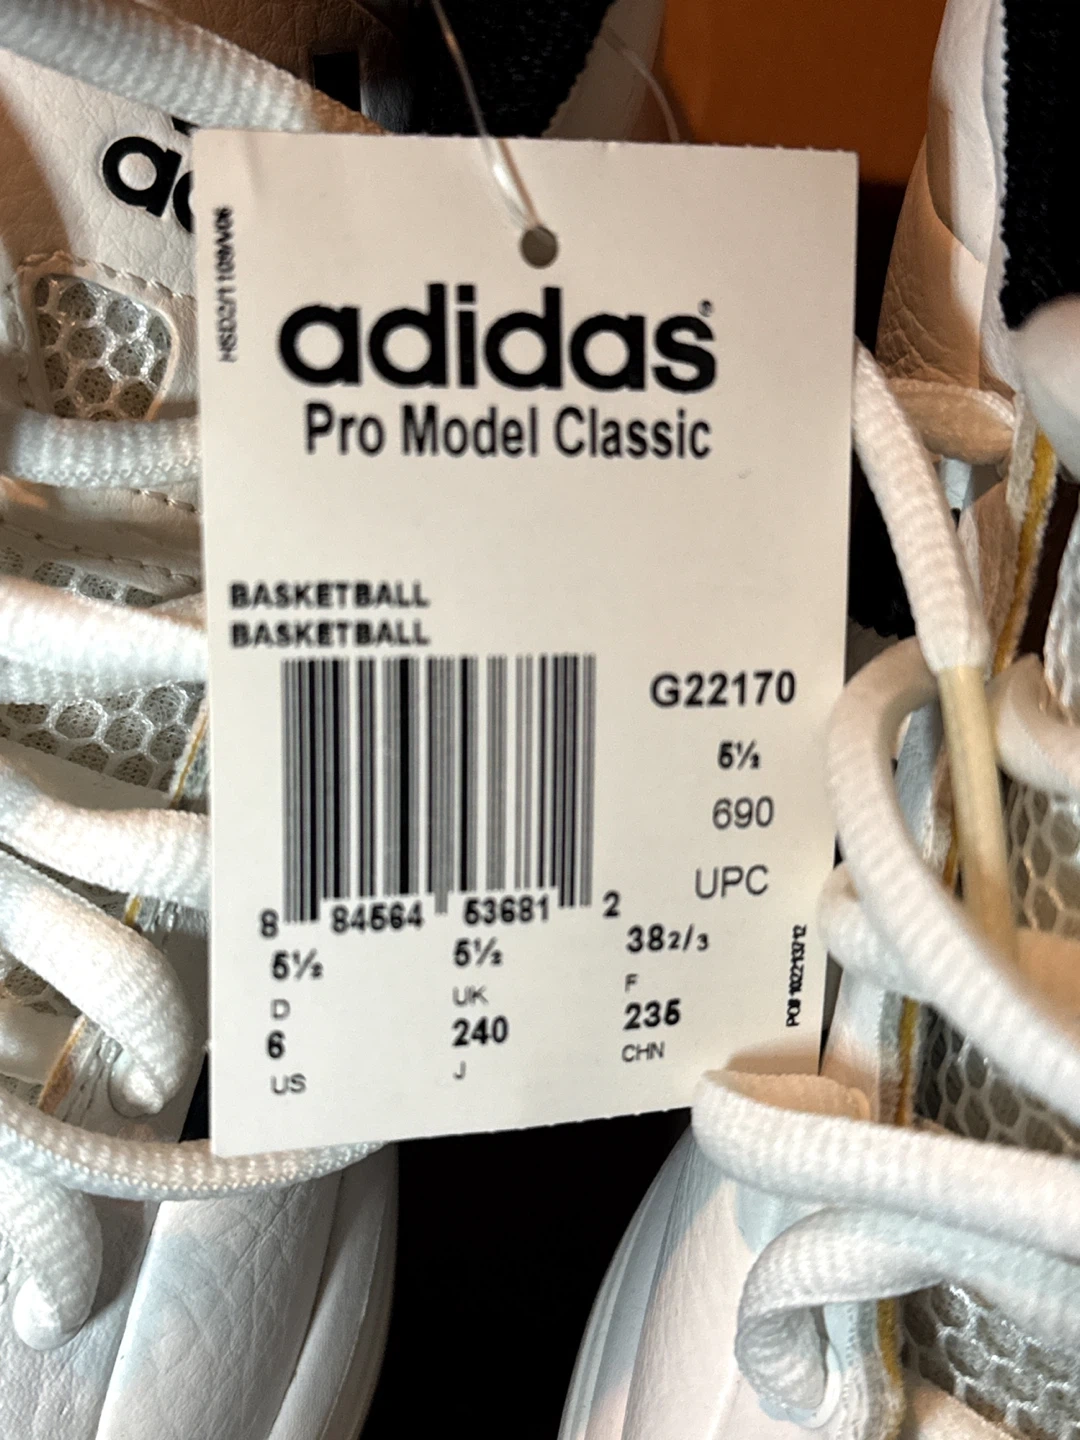 adidas®
Pro Model Classic
BASKETBALL
BASKETBALL
G22170
5½
690
UPC
8 84564 53681 2
5½ 5½ 38 2/3
D UK F
6 240 235
US J CHN